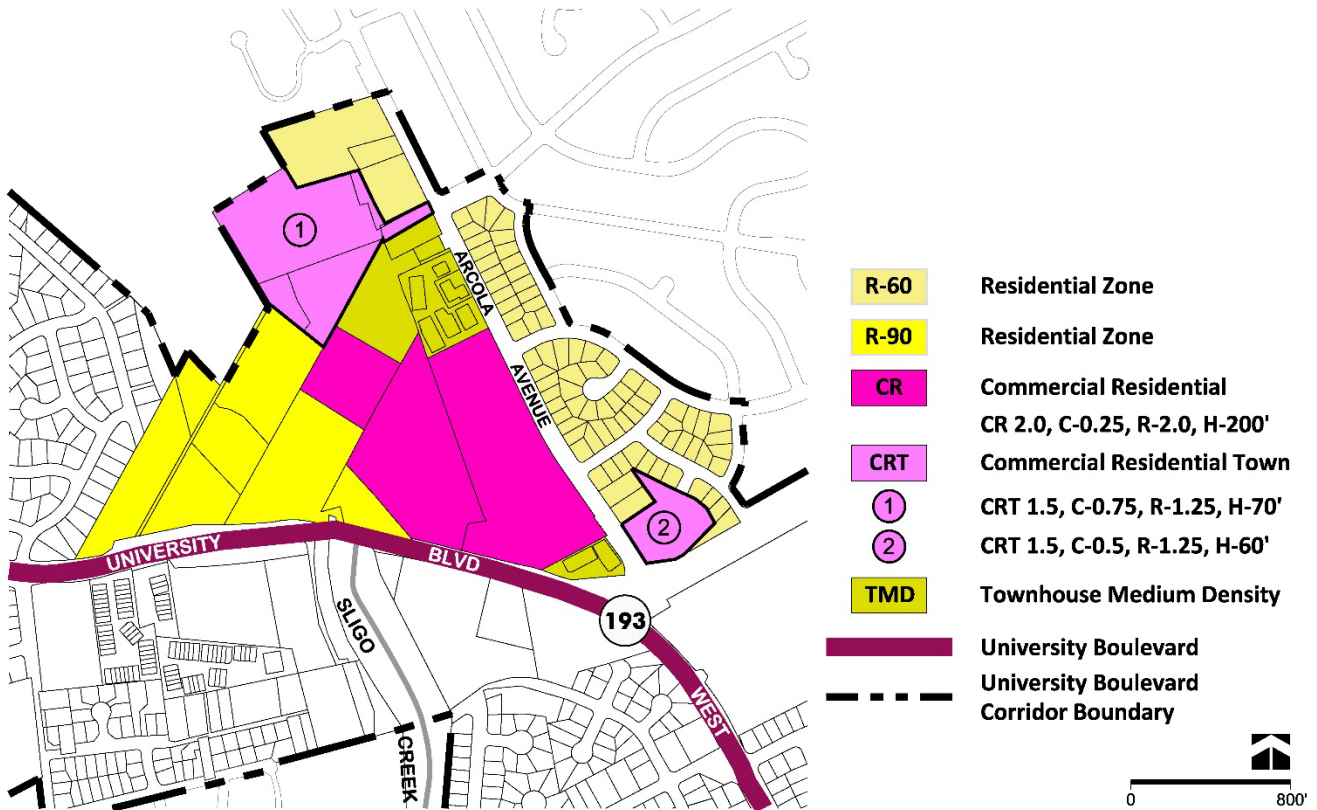 1
ARCOLA
AVENUE
2
UNIVERSITY
BLVD
193
WEST
SLIGO
CREEK
R-60 Residential Zone
R-90 Residential Zone
CR Commercial Residential
CR 2.0, C-0.25, R-2.0, H-200'
CRT Commercial Residential Town
1 CRT 1.5, C-0.75, R-1.25, H-70'
2 CRT 1.5, C-0.5, R-1.25, H-60'
TMD Townhouse Medium Density
University Boulevard
University Boulevard
Corridor Boundary
0 800'